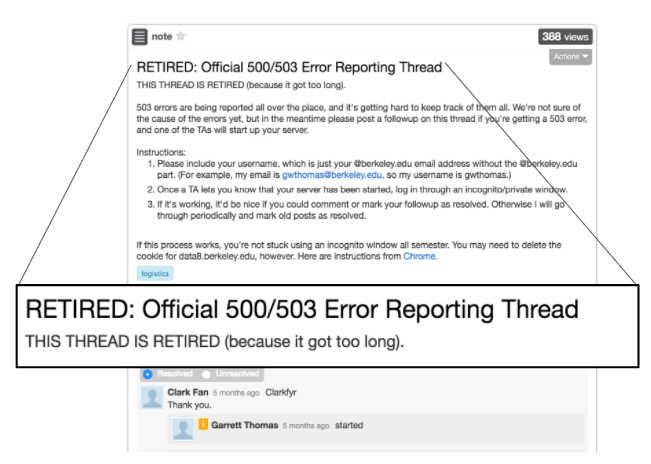 note
388 views
Actions
RETIRED: Official 500/503 Error Reporting Thread
THIS THREAD IS RETIRED (because it got too long).
503 errors are being reported all over the place, and it's getting hard to keep track of them all. We're not sure of
the cause of the errors yet, but in the meantime please post a followup on this thread if you're getting a 503 error,
and one of the TAs will start up your server.
Instructions:
1. Please include your username, which is just your @berkeley.edu email address without the @berkeley.edu
part. (For example, my email is gwthomas@berkeley.edu, so my username is gwthomas.)
2. Once a TA lets you know that your server has been started, log in through an incognito/private window.
3. If it's working, it'd be nice if you could comment or mark your followup as resolved. Otherwise I will go
through periodically and mark old posts as resolved.
If this process works, you're not stuck using an incognito window all semester. You may need to delete the
cookie for data8.berkeley.edu, however. Here are instructions from Chrome.
logistics
RETIRED: Official 500/503 Error Reporting Thread
THIS THREAD IS RETIRED (because it got too long).
Resolved Unresolved
Clark Fan 5 months ago Clarkfyr
Thank you.
i Garrett Thomas 5 months ago started